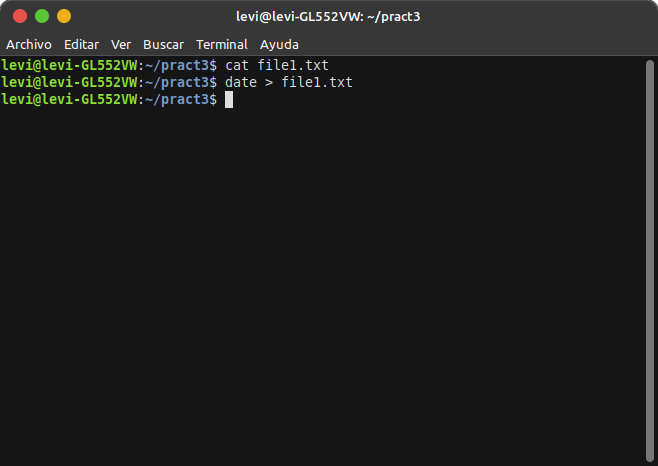 levi@levi-GL552VW: ~/pract3
Archivo Editar Ver Buscar Terminal Ayuda
levi@levi-GL552VW:~/pract3$ cat file1.txt
levi@levi-GL552VW:~/pract3$ date > file1.txt
levi@levi-GL552VW:~/pract3$